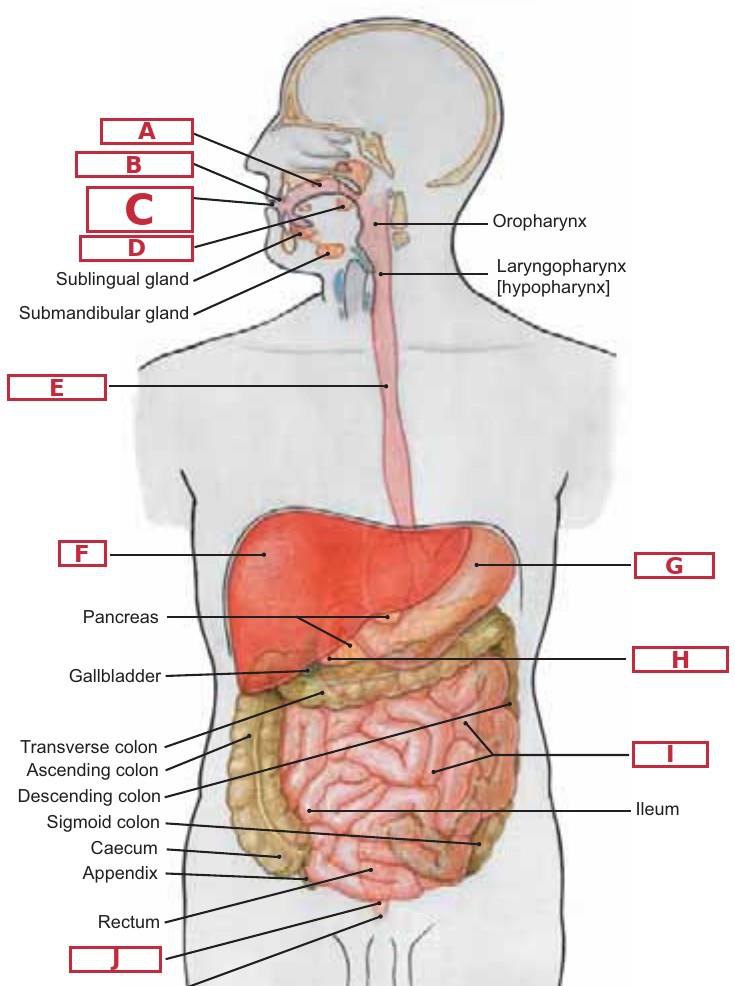 A
B
C
D
Sublingual gland
Submandibular gland
Oropharynx
Laryngopharynx
[hypopharynx]
E
F
G
Pancreas
H
Gallbladder
Transverse colon
Ascending colon
I
Descending colon
Ileum
Sigmoid colon
Caecum
Appendix
Rectum
J